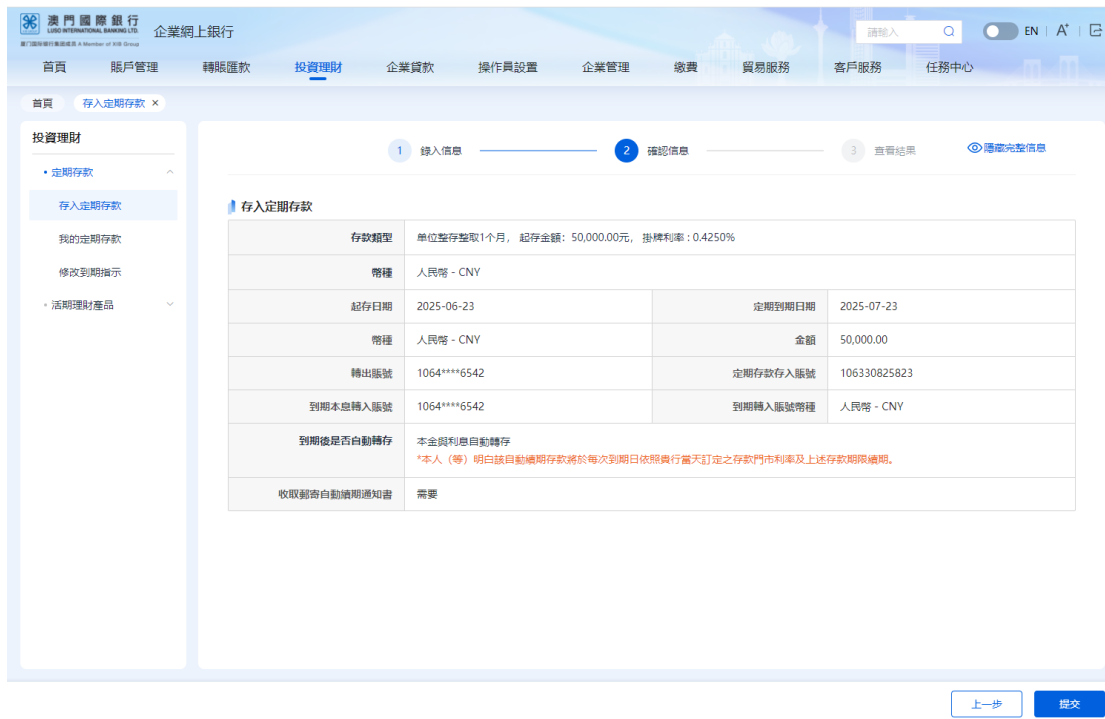 澳門國際銀行
LUSO INTERNATIONAL BANKING LTD.
厦门国际银行集团成员 A Member of XIB Group
企業網上銀行
請輸入
EN
A+
首頁 賬戶管理 轉賬匯款 投資理財 企業貸款 操作員設置 企業管理 繳費 貿易服務 客戶服務 任務中心
首頁 存入定期存款 ×
投資理財
定期存款
存入定期存款
我的定期存款
修改到期指示
活期理財產品
1 錄入信息 2 確認信息 3 查看結果 隱藏完整信息
存入定期存款
存款類型 单位整存整取1个月, 起存金額: 50,000.00元, 掛牌利率 : 0.4250%
幣種 人民幣 - CNY
起存日期 2025-06-23 定期到期日期 2025-07-23
幣種 人民幣 - CNY 金額 50,000.00
轉出賬號 1064****6542 定期存款存入賬號 106330825823
到期本息轉入賬號 1064****6542 到期轉入賬號幣種 人民幣 - CNY
到期後是否自動轉存 本金與利息自動轉存
*本人（等）明白該自動續期存款將於每次到期日依照貴行當天訂定之存款門市利率及上述存款期限續期。
收取郵寄自動續期通知書 需要
上一步 提交